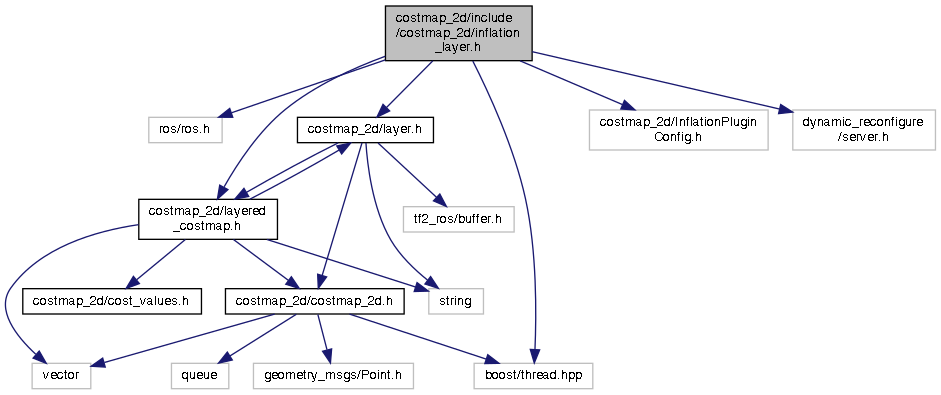 costmap_2d/include
/costmap_2d/inflation
_layer.h
ros/ros.h
costmap_2d/layer.h
costmap_2d/InflationPlugin
Config.h
dynamic_reconfigure
/server.h
costmap_2d/layered
_costmap.h
tf2_ros/buffer.h
costmap_2d/cost_values.h
costmap_2d/costmap_2d.h
string
vector
queue
geometry_msgs/Point.h
boost/thread.hpp